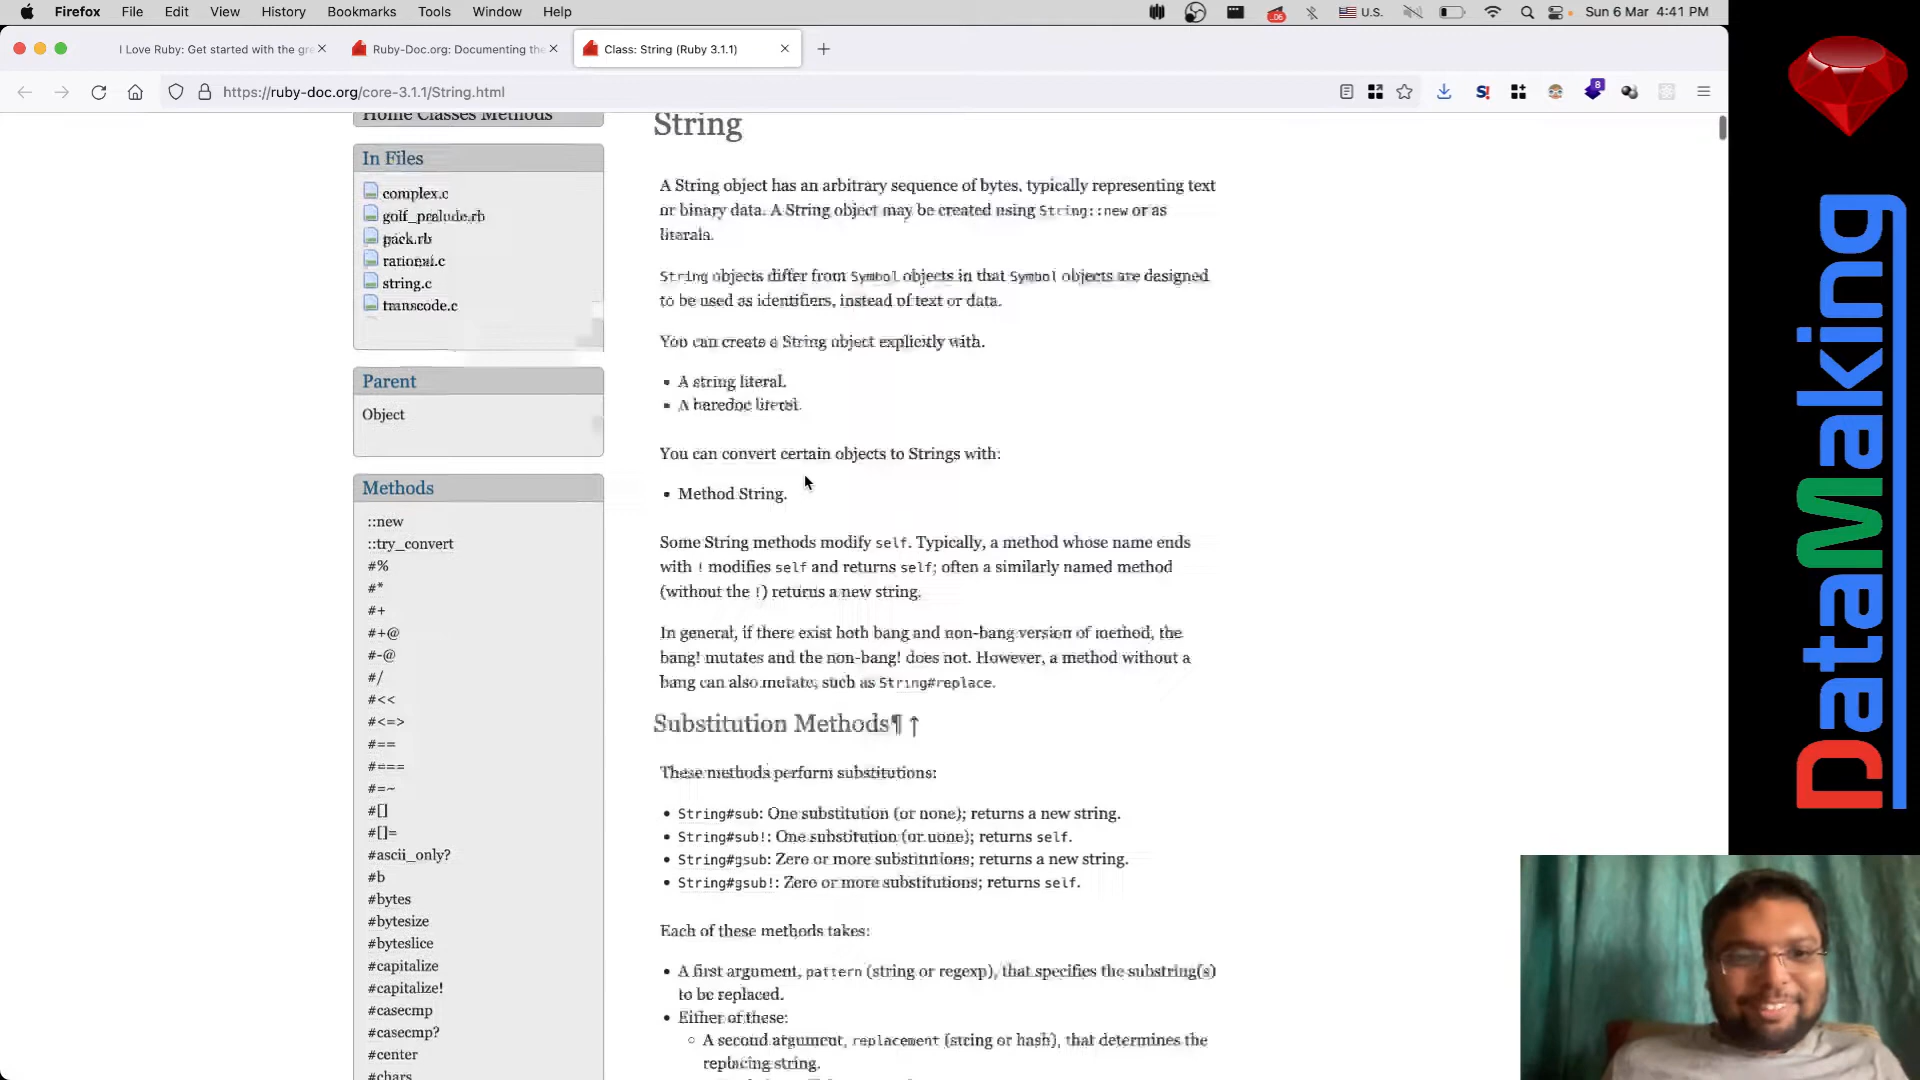 Firefox File Edit View History Bookmarks Tools Window Help
.06 U.S. Sun 6 Mar 4:41 PM
I Love Ruby: Get started with the gre
Ruby-Doc.org: Documenting the
Class: String (Ruby 3.1.1)
https://ruby-doc.org/core-3.1.1/String.html
S!
8
Home Classes Methods
In Files
complex.c
golf_prelude.rb
pack.rb
rational.c
string.c
transcode.c
Parent
Object
Methods
::new
::try_convert
#%
#*
#+
#+@
#-@
#/
#<<
#<=>
#==
#===
#=~
#[]
#[]=
#ascii_only?
#b
#bytes
#bytesize
#byteslice
#capitalize
#capitalize!
#casecmp
#casecmp?
#center
#chars
String
A String object has an arbitrary sequence of bytes, typically representing text
or binary data. A String object may be created using String::new or as
literals.
String objects differ from Symbol objects in that Symbol objects are designed
to be used as identifiers, instead of text or data.
You can create a String object explicitly with:
A string literal.
A heredoc literal.
You can convert certain objects to Strings with:
Method String.
Some String methods modify self. Typically, a method whose name ends
with ! modifies self and returns self; often a similarly named method
(without the !) returns a new string.
In general, if there exist both bang and non-bang version of method, the
bang! mutates and the non-bang! does not. However, a method without a
bang can also mutate, such as String#replace.
Substitution Methods¶ ↑
These methods perform substitutions:
String#sub: One substitution (or none); returns a new string.
String#sub!: One substitution (or none); returns self.
String#gsub: Zero or more substitutions; returns a new string.
String#gsub!: Zero or more substitutions; returns self.
Each of these methods takes:
A first argument, pattern (string or regexp), that specifies the substring(s)
to be replaced.
Either of these:
A second argument, replacement (string or hash), that determines the
replacing string.
DataMaking